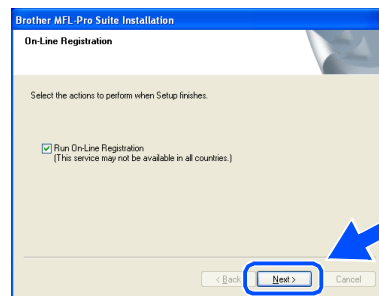 Brother MFL-Pro Suite Installation
On-Line Registration
Select the actions to perform when Setup finishes.
Run On-Line Registration
(This service may not be available in all countries.)
< Back Next > Cancel